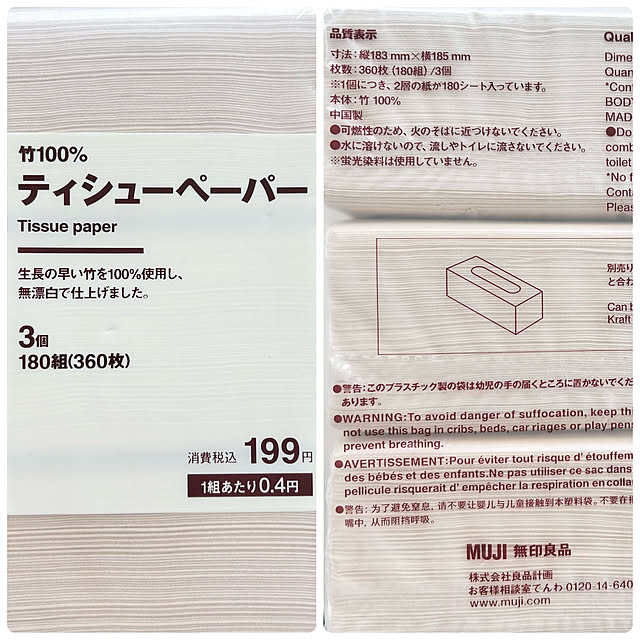 竹100%
ティシューペーパー
Tissue paper
生長の早い竹を100%使用し、
無漂白で仕上げました。
3個
180組(360枚)
消費税込 199円
1組あたり0.4円
品質表示
寸法：縦183 mm×横185 mm
枚数：360枚 (180組) /3個
※1個につき、2層の紙が180シート入っています。
本体：竹 100%
中国製
●可燃性のため、火のそばに近づけないでください。
●水に溶けないので、流しやトイレに流さないでください。
※蛍光染料は使用していません。
Qual
Dime
Quan
*Con
BODY
MAD
●Do
comb
toilet
*No f
Conta
Pleas
別売り
と合わ
Can b
Kraft
●警告：このプラスチック製の袋は幼児の手の届くところに置かないでくだ
あります。
●WARNING:To avoid danger of suffocation, keep thi
not use this bag in cribs, beds, car riages or play pens
prevent breathing.
●AVERTISSEMENT:Pour éviter tout risque d' étouffem
des bébés et des enfants.Ne pas utiliser ce sac dans
pellicule risquerait d' empêcher la respiration en colla
●警告：为了避免窒息，请不要让婴儿与儿童接触到本塑料袋。不要在摇
嘴中，从而阻挡呼吸。
MUJI 無印良品
株式会社良品計画
お客様相談室でんわ 0120-14-640
www.muji.com